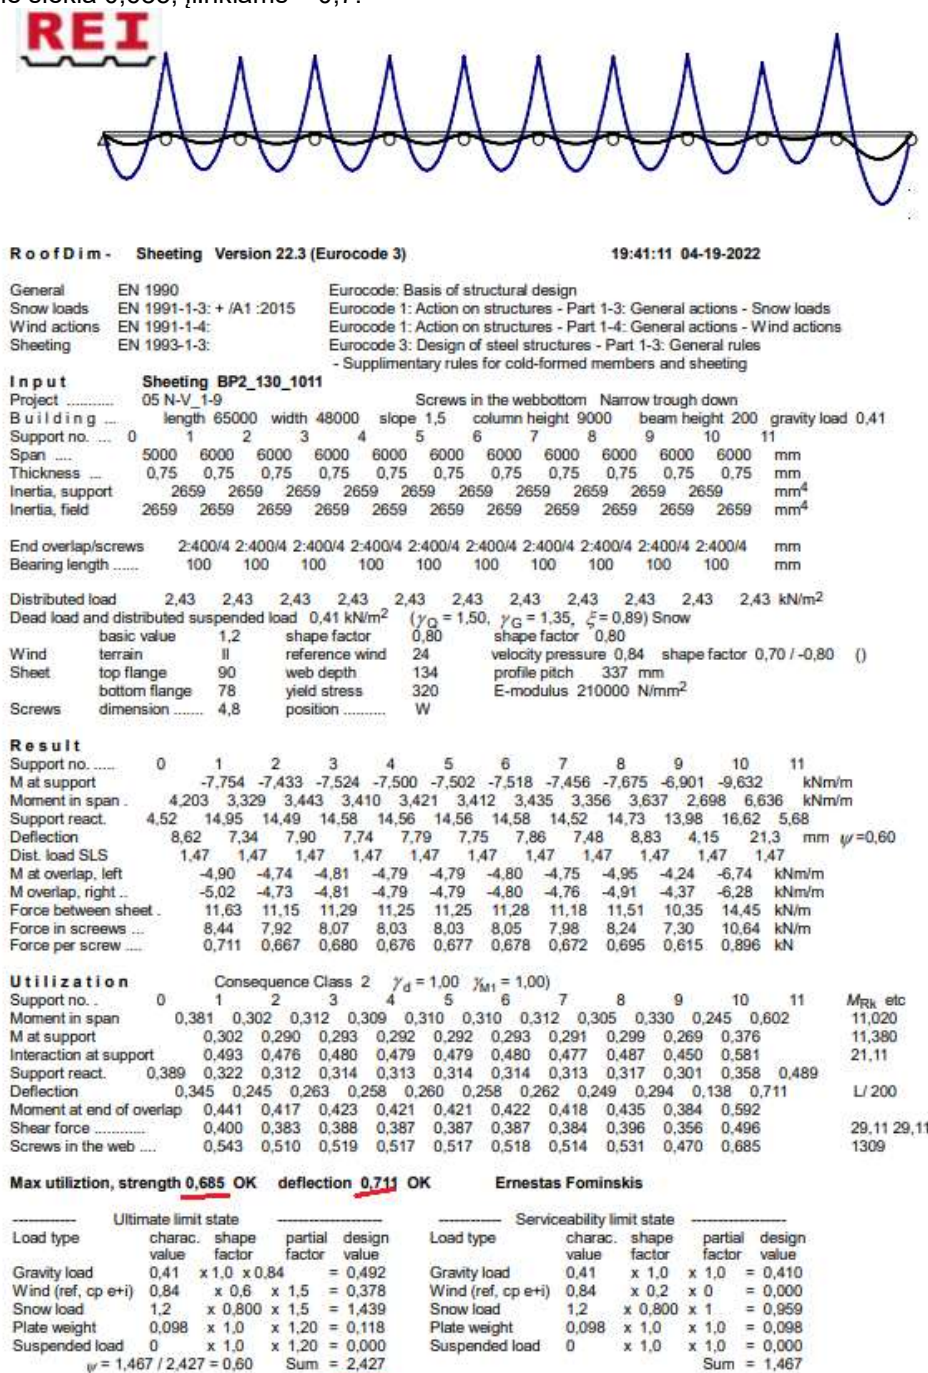 REI
RoofDim- Sheeting Version 22.3 (Eurocode 3) 19:41:11 04-19-2022
General EN 1990 Eurocode: Basis of structural design
Snow loads EN 1991-1-3: + /A1 :2015 Eurocode 1: Action on structures - Part 1-3: General actions - Snow loads
Wind actions EN 1991-1-4: Eurocode 1: Action on structures - Part 1-4: General actions - Wind actions
Sheeting EN 1993-1-3: Eurocode 3: Design of steel structures - Part 1-3: General rules
- Supplimentary rules for cold-formed members and sheeting
Input Sheeting BP2_130_1011
Project ........... 05 N-V_1-9 Screws in the webbottom Narrow trough down
Building ... length 65000 width 48000 slope 1,5 column height 9000 beam height 200 gravity load 0,41
Support no. ... 0 1 2 3 4 5 6 7 8 9 10 11
Span .... 5000 6000 6000 6000 6000 6000 6000 6000 6000 6000 6000 mm
Thickness ... 0,75 0,75 0,75 0,75 0,75 0,75 0,75 0,75 0,75 0,75 0,75 mm
Inertia, support 2659 2659 2659 2659 2659 2659 2659 2659 2659 2659 mm4
Inertia, field 2659 2659 2659 2659 2659 2659 2659 2659 2659 2659 2659 mm4
End overlap/screws 2:400/4 2:400/4 2:400/4 2:400/4 2:400/4 2:400/4 2:400/4 2:400/4 2:400/4 2:400/4 mm
Bearing length ...... 100 100 100 100 100 100 100 100 100 100 mm
Distributed load 2,43 2,43 2,43 2,43 2,43 2,43 2,43 2,43 2,43 2,43 2,43 kN/m2
Dead load and distributed suspended load 0,41 kN/m2 (γQ = 1,50, γG = 1,35, ξ = 0,89) Snow
basic value 1,2 shape factor 0,80 shape factor 0,80
Wind terrain II reference wind 24 velocity pressure 0,84 shape factor 0,70 / -0,80 ()
Sheet top flange 90 web depth 134 profile pitch 337 mm
bottom flange 78 yield stress 320 E-modulus 210000 N/mm2
Screws dimension ....... 4,8 position .......... W
Result
Support no. ..... 0 1 2 3 4 5 6 7 8 9 10 11
M at support -7,754 -7,433 -7,524 -7,500 -7,502 -7,518 -7,456 -7,675 -6,901 -9,632 kNm/m
Moment in span . 4,203 3,329 3,443 3,410 3,421 3,412 3,435 3,356 3,637 2,698 6,636 kNm/m
Support react. 4,52 14,95 14,49 14,58 14,56 14,56 14,58 14,52 14,73 13,98 16,62 5,68
Deflection 8,62 7,34 7,90 7,74 7,79 7,75 7,86 7,48 8,83 4,15 21,3 mm ψ=0,60
Dist. load SLS 1,47 1,47 1,47 1,47 1,47 1,47 1,47 1,47 1,47 1,47 1,47
M at overlap, left -4,90 -4,74 -4,81 -4,79 -4,79 -4,80 -4,75 -4,95 -4,24 -6,74 kNm/m
M overlap, right .. -5,02 -4,73 -4,81 -4,79 -4,79 -4,80 -4,76 -4,91 -4,37 -6,28 kNm/m
Force between sheet . 11,63 11,15 11,29 11,25 11,25 11,28 11,18 11,51 10,35 14,45 kN/m
Force in screews ... 8,44 7,92 8,07 8,03 8,03 8,05 7,98 8,24 7,30 10,64 kN/m
Force per screw .... 0,711 0,667 0,680 0,676 0,677 0,678 0,672 0,695 0,615 0,896 kN
Utilization Consequence Class 2 γd = 1,00 γM1 = 1,00)
Support no. . 0 1 2 3 4 5 6 7 8 9 10 11 MRk etc
Moment in span 0,381 0,302 0,312 0,309 0,310 0,310 0,312 0,305 0,330 0,245 0,602 11,020
M at support 0,302 0,290 0,293 0,292 0,292 0,293 0,291 0,299 0,269 0,376 11,380
Interaction at support 0,493 0,476 0,480 0,479 0,479 0,480 0,477 0,487 0,450 0,581 21,11
Support react. 0,389 0,322 0,312 0,314 0,313 0,314 0,314 0,313 0,317 0,301 0,358 0,489
Deflection 0,345 0,245 0,263 0,258 0,260 0,258 0,262 0,249 0,294 0,138 0,711 L/ 200
Moment at end of overlap 0,441 0,417 0,423 0,421 0,421 0,422 0,418 0,435 0,384 0,592
Shear force ............ 0,400 0,383 0,388 0,387 0,387 0,387 0,384 0,396 0,356 0,496 29,11 29,11
Screws in the web .... 0,543 0,510 0,519 0,517 0,517 0,518 0,514 0,531 0,470 0,685 1309
Max utiliztion, strength 0,685 OK deflection 0,711 OK Ernestas Fominskis
------------ Ultimate limit state -------------------- ------------ Serviceability limit state ------------------
Load type charac. shape partial design Load type charac. shape partial design
value factor factor value value factor factor value
Gravity load 0,41 x 1,0 x 0,84 = 0,492 Gravity load 0,41 x 1,0 x 1,0 = 0,410
Wind (ref, cp e+i) 0,84 x 0,6 x 1,5 = 0,378 Wind (ref, cp e+i) 0,84 x 0,2 x 0 = 0,000
Snow load 1,2 x 0,800 x 1,5 = 1,439 Snow load 1,2 x 0,800 x 1 = 0,959
Plate weight 0,098 x 1,0 x 1,20 = 0,118 Plate weight 0,098 x 1,0 x 1,0 = 0,098
Suspended load 0 x 1,0 x 1,20 = 0,000 Suspended load 0 x 1,0 x 1,0 = 0,000
ψ = 1,467 / 2,427 = 0,60 Sum = 2,427 Sum = 1,467